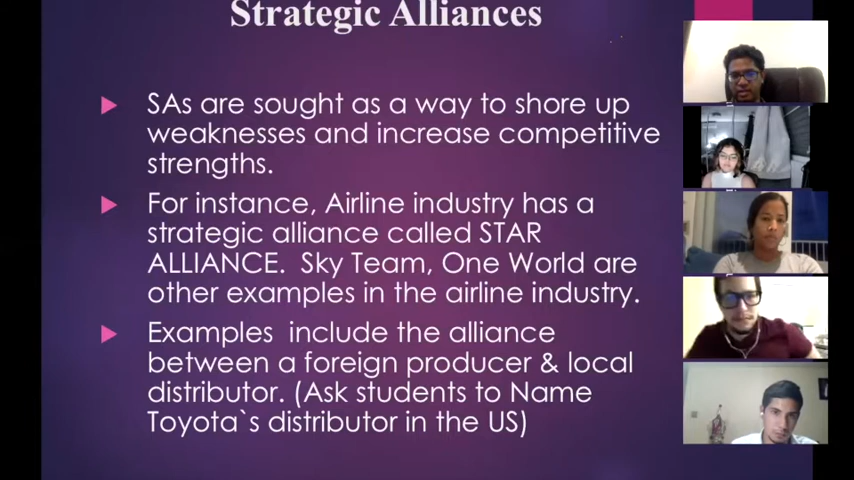 Strategic Alliances
SAs are sought as a way to shore up
weaknesses and increase competitive
strengths.
For instance, Airline industry has a
strategic alliance called STAR
ALLIANCE.  Sky Team, One World are
other examples in the airline industry.
Examples  include the alliance
between a foreign producer & local
distributor. (Ask students to Name
Toyota`s distributor in the US)